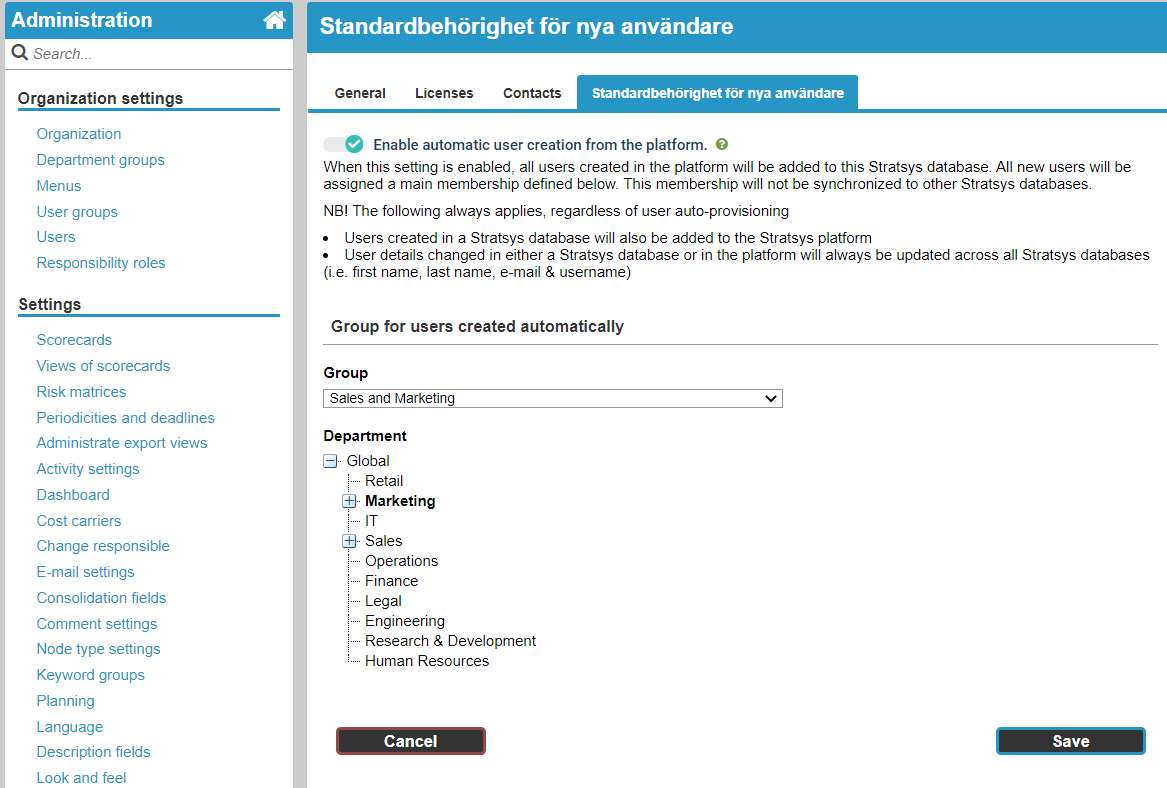 Administration
Search...
Organization settings
Organization
Department groups
Menus
User groups
Users
Responsibility roles
Settings
Scorecards
Views of scorecards
Risk matrices
Periodicities and deadlines
Administrate export views
Activity settings
Dashboard
Cost carriers
Change responsible
E-mail settings
Consolidation fields
Comment settings
Node type settings
Keyword groups
Planning
Language
Description fields
Look and feel
Standardbehörighet för nya användare
General Licenses Contacts Standardbehörighet för nya användare
Enable automatic user creation from the platform. ?
When this setting is enabled, all users created in the platform will be added to this Stratsys database. All new users will be
assigned a main membership defined below. This membership will not be synchronized to other Stratsys databases.
NB! The following always applies, regardless of user auto-provisioning
• Users created in a Stratsys database will also be added to the Stratsys platform
• User details changed in either a Stratsys database or in the platform will always be updated across all Stratsys databases
(i.e. first name, last name, e-mail & username)
Group for users created automatically
Group
Sales and Marketing
Department
Global
Retail
Marketing
IT
Sales
Operations
Finance
Legal
Engineering
Research & Development
Human Resources
Cancel Save